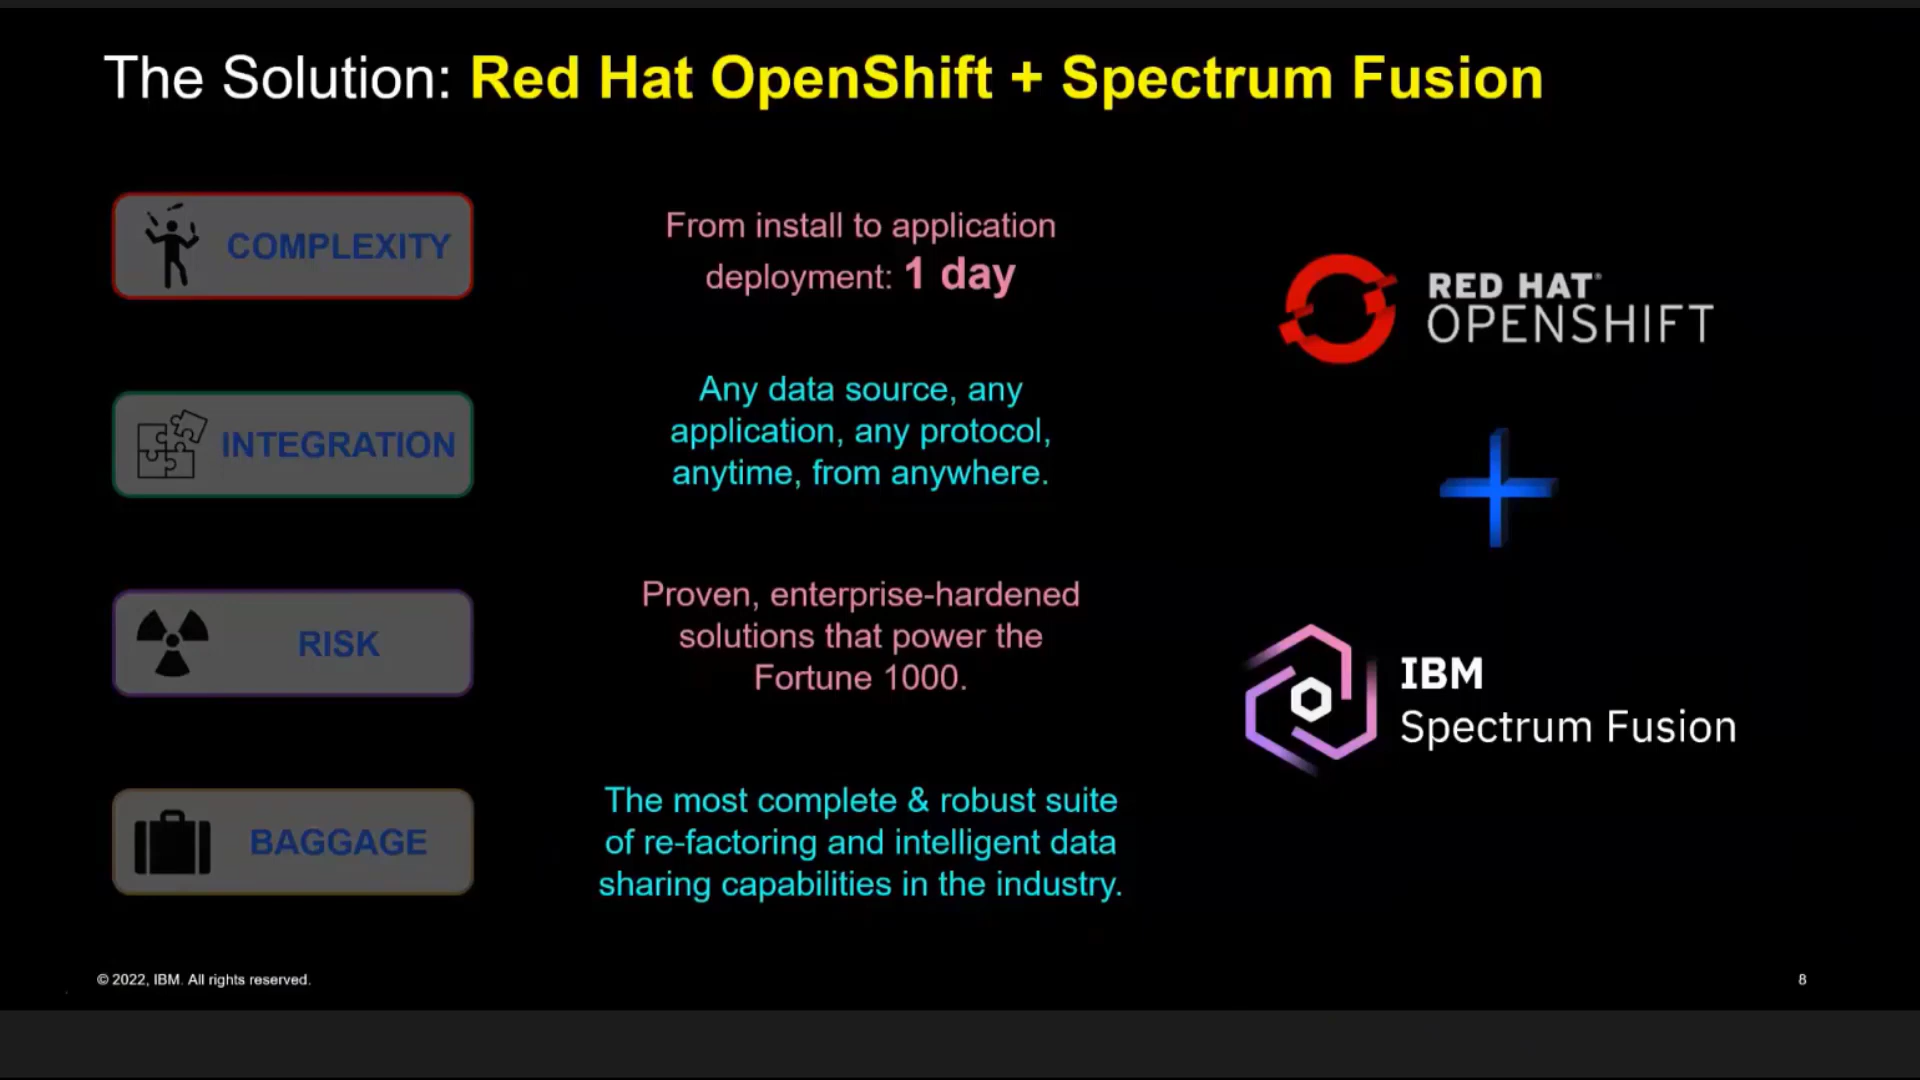 The Solution: Red Hat OpenShift + Spectrum Fusion
COMPLEXITY
From install to application
deployment: 1 day
INTEGRATION
Any data source, any
application, any protocol,
anytime, from anywhere.
RISK
Proven, enterprise-hardened
solutions that power the
Fortune 1000.
BAGGAGE
The most complete & robust suite
of re-factoring and intelligent data
sharing capabilities in the industry.
RED HAT®
OPENSHIFT
IBM
Spectrum Fusion
© 2022, IBM. All rights reserved.
8